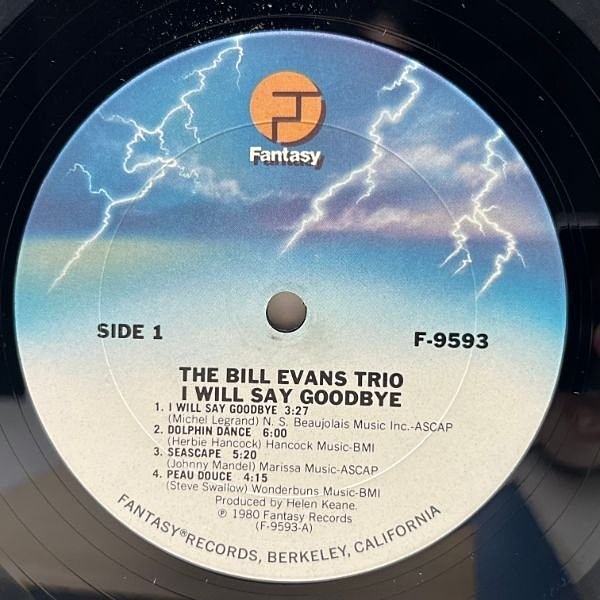 Fantasy
SIDE 1
F-9593
THE BILL EVANS TRIO
I WILL SAY GOODBYE
1. I WILL SAY GOODBYE 3:27
(Michel Legrand) N. S. Beaujolais Music Inc.-ASCAP
2. DOLPHIN DANCE 6:00
(Herbie Hancock) Hancock Music-BMI
3. SEASCAPE 5:20
(Johnny Mandel) Marissa Music-ASCAP
4. PEAU DOUCE 4:15
(Steve Swallow) Wonderbuns Music-BMI
Produced by Helen Keane.
℗ 1980 Fantasy Records
(F-9593-A)
FANTASY® RECORDS, BERKELEY, CALIFORNIA